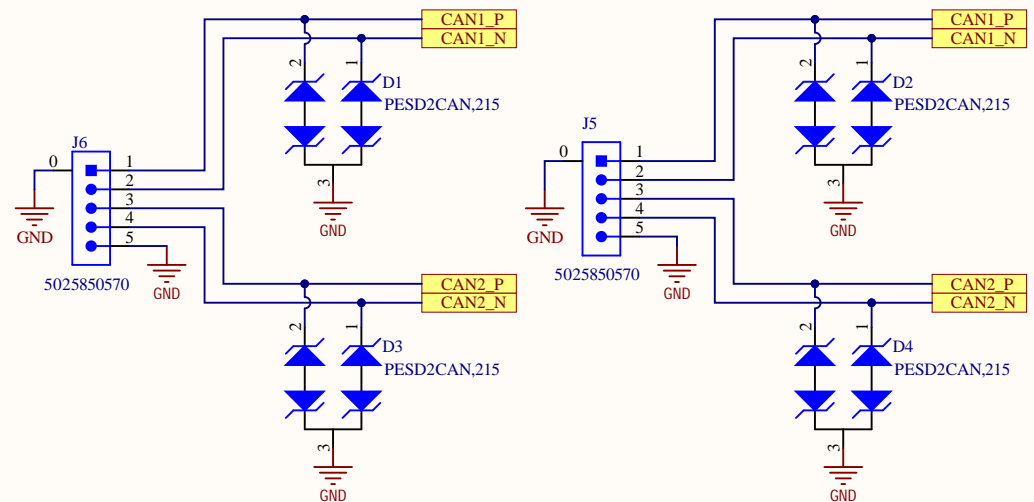 CAN1_P
CAN1_N
2
1
D1
PESD2CAN,215
3
GND
J6
0
1
2
3
4
5
GND
GND
5025850570
CAN2_P
CAN2_N
2
1
D3
PESD2CAN,215
3
GND
CAN1_P
CAN1_N
2
1
D2
PESD2CAN,215
3
GND
J5
0
1
2
3
4
5
GND
GND
5025850570
CAN2_P
CAN2_N
2
1
D4
PESD2CAN,215
3
GND